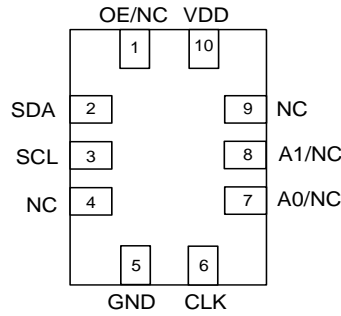 OE/NC VDD
1 10
SDA 2 9 NC
SCL 3 8 A1/NC
NC 4 7 A0/NC
5 6
GND CLK